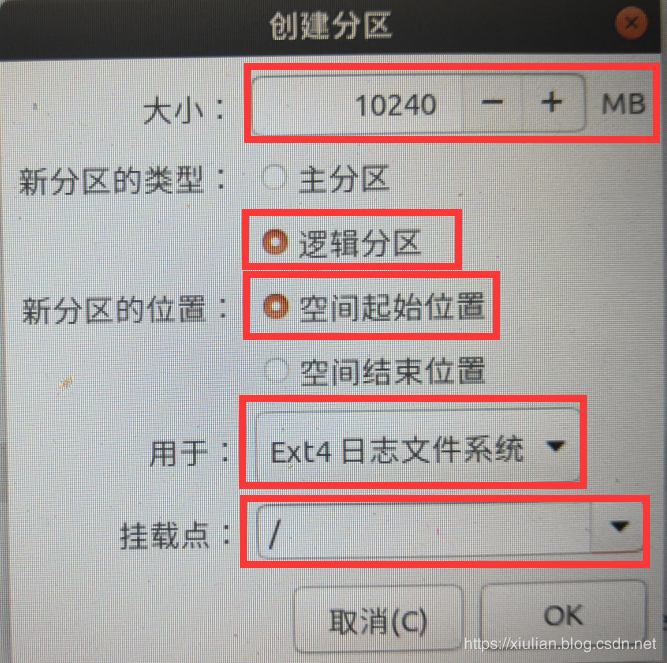 创建分区
大小： 10240 − + MB
新分区的类型： 主分区
逻辑分区
新分区的位置： 空间起始位置
空间结束位置
用于： Ext4 日志文件系统
挂载点： /
取消(C) OK
https://xiulian.blog.csdn.net